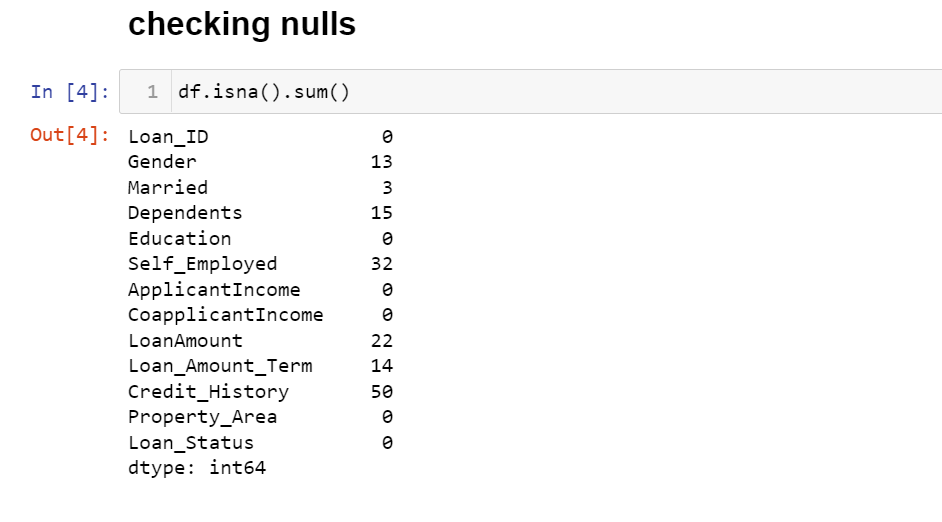 checking nulls
In [4]: 1 df.isna().sum()
Out[4]: Loan_ID 0
Gender 13
Married 3
Dependents 15
Education 0
Self_Employed 32
ApplicantIncome 0
CoapplicantIncome 0
LoanAmount 22
Loan_Amount_Term 14
Credit_History 50
Property_Area 0
Loan_Status 0
dtype: int64